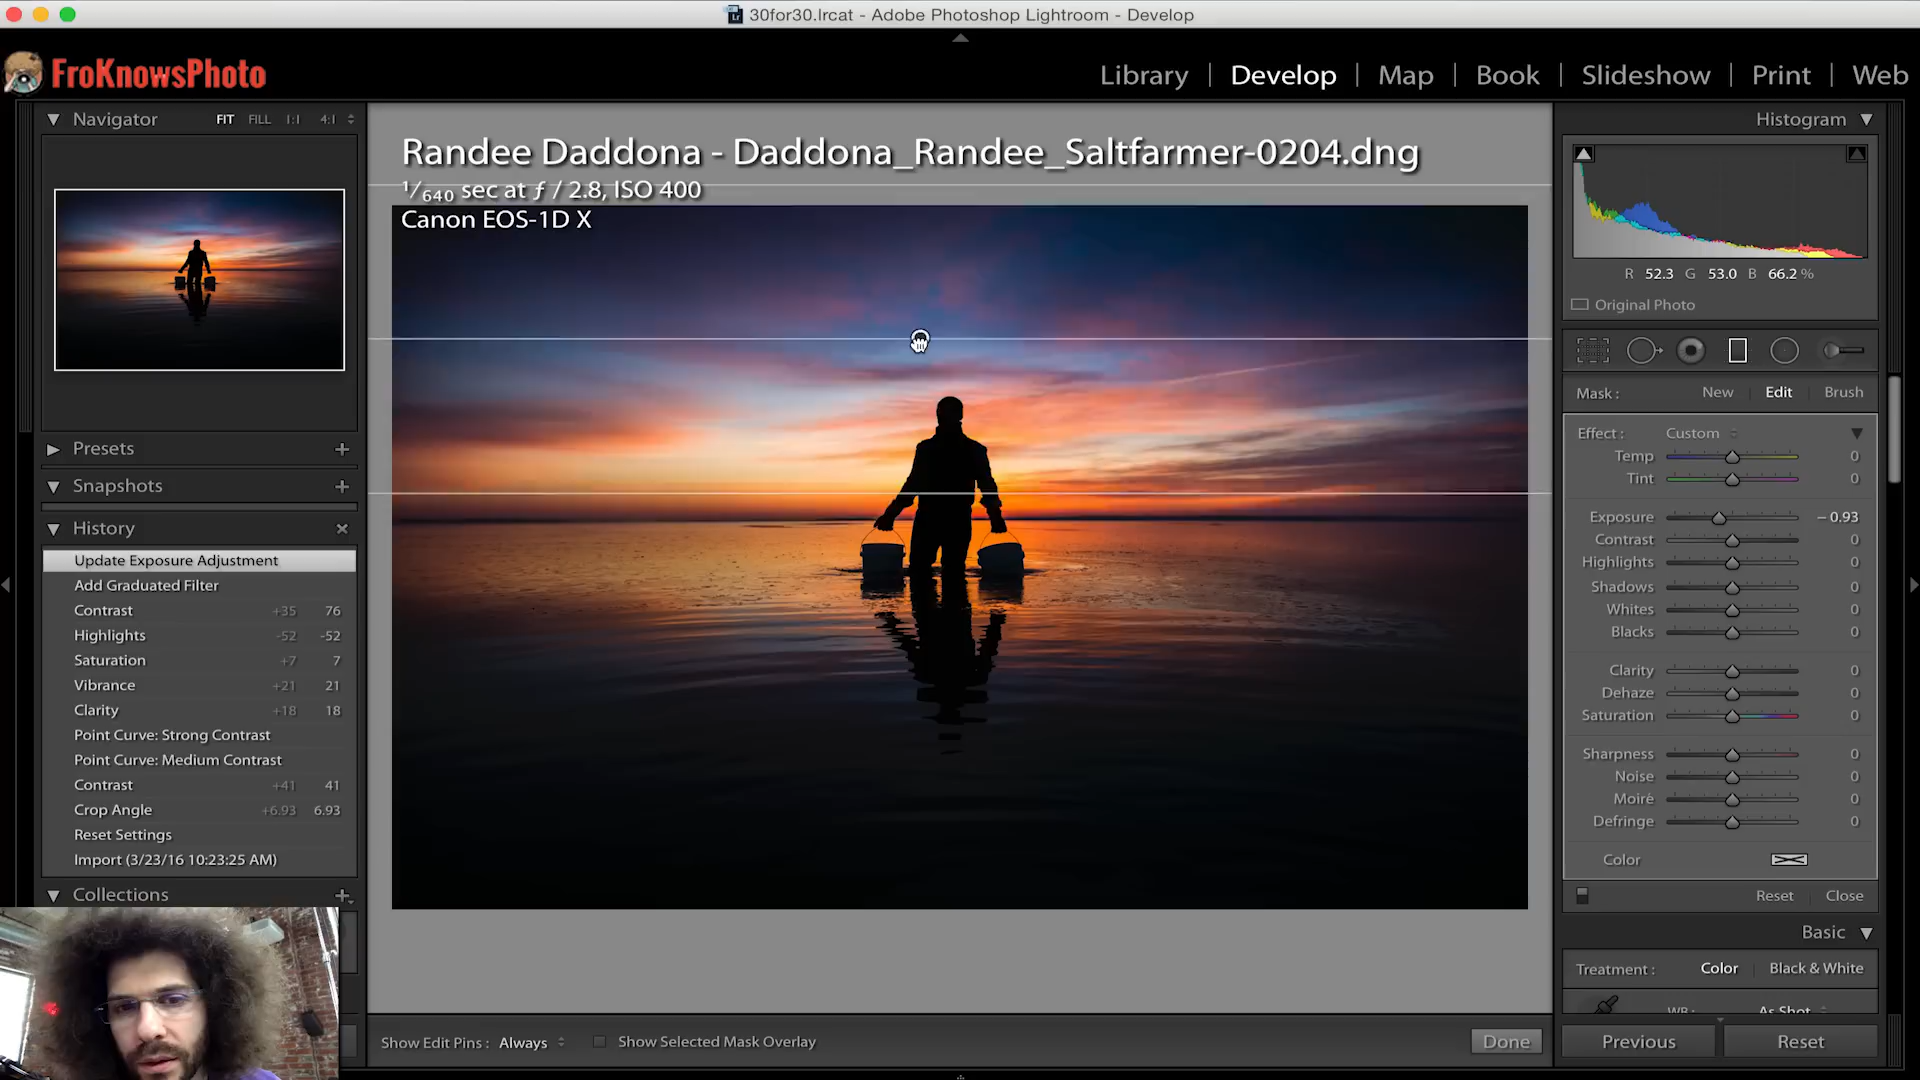 30for30.lrcat - Adobe Photoshop Lightroom - Develop
FroKnowsPhoto
Library | Develop | Map | Book | Slideshow | Print | Web
Navigator FIT FILL 1:1 4:1
Histogram
Randee Daddona - Daddona_Randee_Saltfarmer-0204.dng
1/640 sec at ƒ / 2.8, ISO 400
Canon EOS-1D X
R 52.3 G 53.0 B 66.2 %
Original Photo
Mask : New Edit Brush
Effect : Custom
Temp 0
Tint 0
Exposure – 0.93
Contrast 0
Highlights 0
Shadows 0
Whites 0
Blacks 0
Clarity 0
Dehaze 0
Saturation 0
Sharpness 0
Noise 0
Moiré 0
Defringe 0
Color
Reset Close
Basic
Treatment : Color Black & White
WB: As Shot
Previous Reset
Presets
Snapshots
History
Update Exposure Adjustment
Add Graduated Filter
Contrast +35 76
Highlights -52 -52
Saturation +7 7
Vibrance +21 21
Clarity +18 18
Point Curve: Strong Contrast
Point Curve: Medium Contrast
Contrast +41 41
Crop Angle +6.93 6.93
Reset Settings
Import (3/23/16 10:23:25 AM)
Collections
Show Edit Pins : Always Show Selected Mask Overlay Done